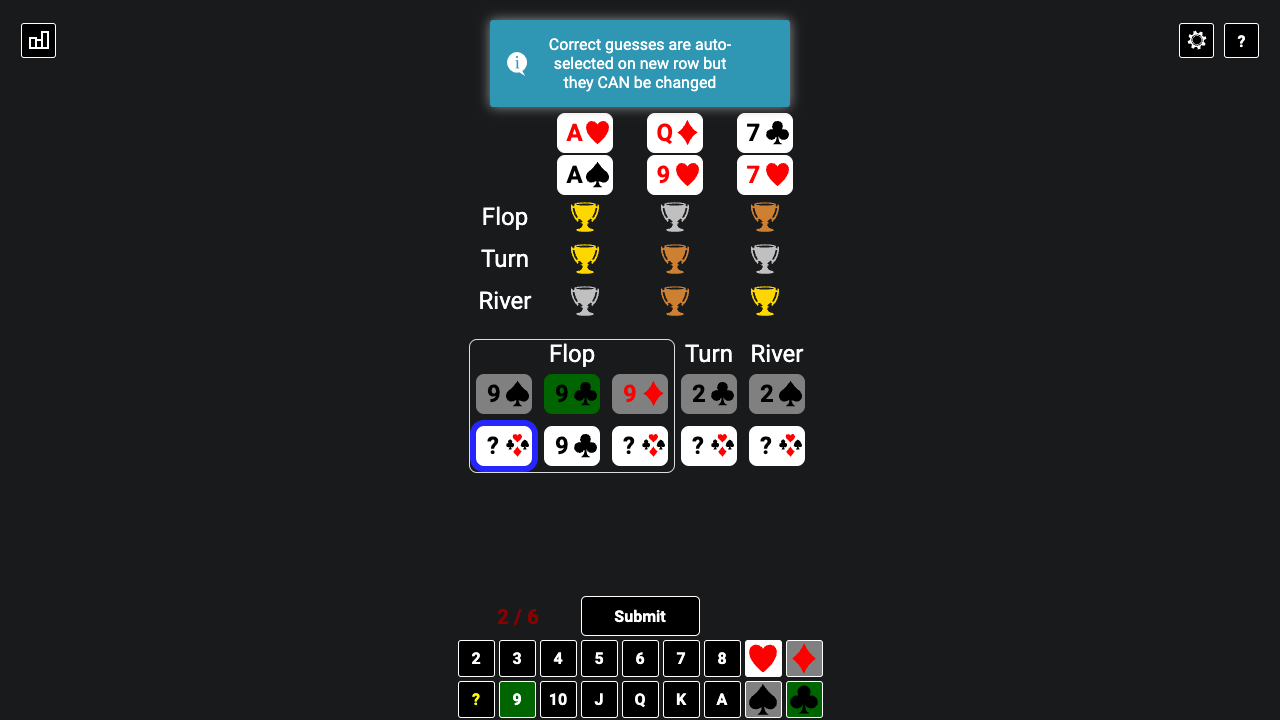 Correct guesses are auto-
selected on new row but
they CAN be changed
?
A Q 7
A 9 7
Flop
Turn
River
Flop Turn River
9 9 9 2 2
? 9 ? ? ?
2 / 6 Submit
2 3 4 5 6 7 8
? 9 10 J Q K A